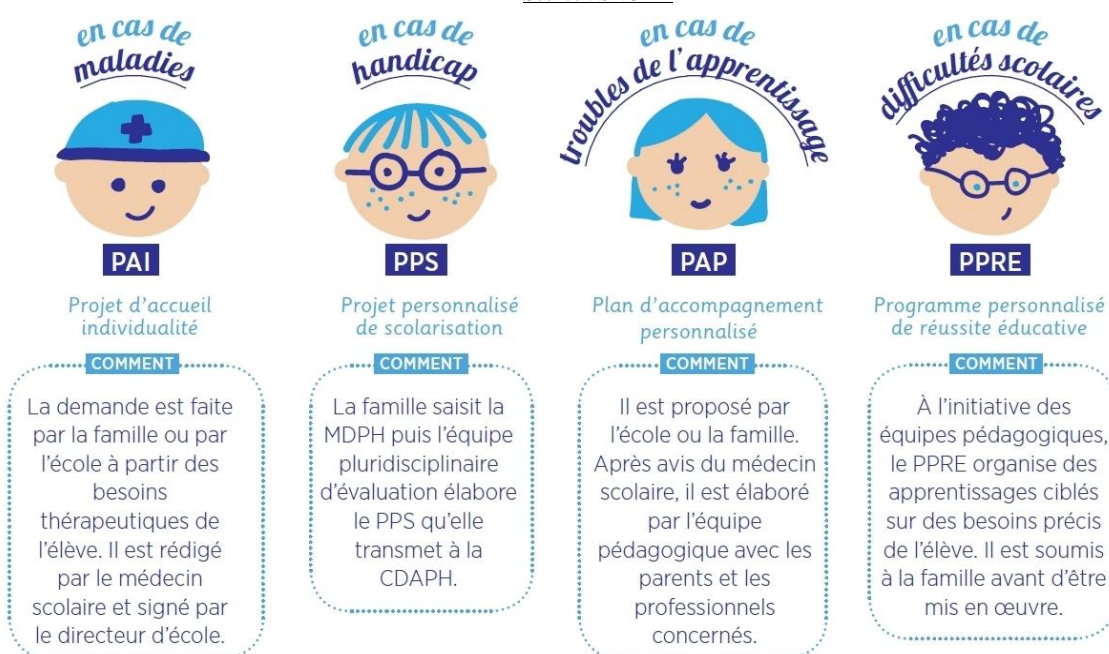 en cas de
maladies
PAI
Projet d'accueil
individualité
COMMENT
La demande est faite
par la famille ou par
l'école à partir des
besoins
thérapeutiques de
l'élève. Il est rédigé
par le médecin
scolaire et signé par
le directeur d'école.
en cas de
handicap
PPS
Projet personnalisé
de scolarisation
COMMENT
La famille saisit la
MDPH puis l'équipe
pluridisciplinaire
d'évaluation élabore
le PPS qu'elle
transmet à la
CDAPH.
en cas de
troubles de l'apprentissage
PAP
Plan d'accompagnement
personnalisé
COMMENT
Il est proposé par
l'école ou la famille.
Après avis du médecin
scolaire, il est élaboré
par l'équipe
pédagogique avec les
parents et les
professionnels
concernés.
en cas de
difficultés scolaires
PPRE
Programme personnalisé
de réussite éducative
COMMENT
À l'initiative des
équipes pédagogiques,
le PPRE organise des
apprentissages ciblés
sur des besoins précis
de l'élève. Il est soumis
à la famille avant d'être
mis en œuvre.